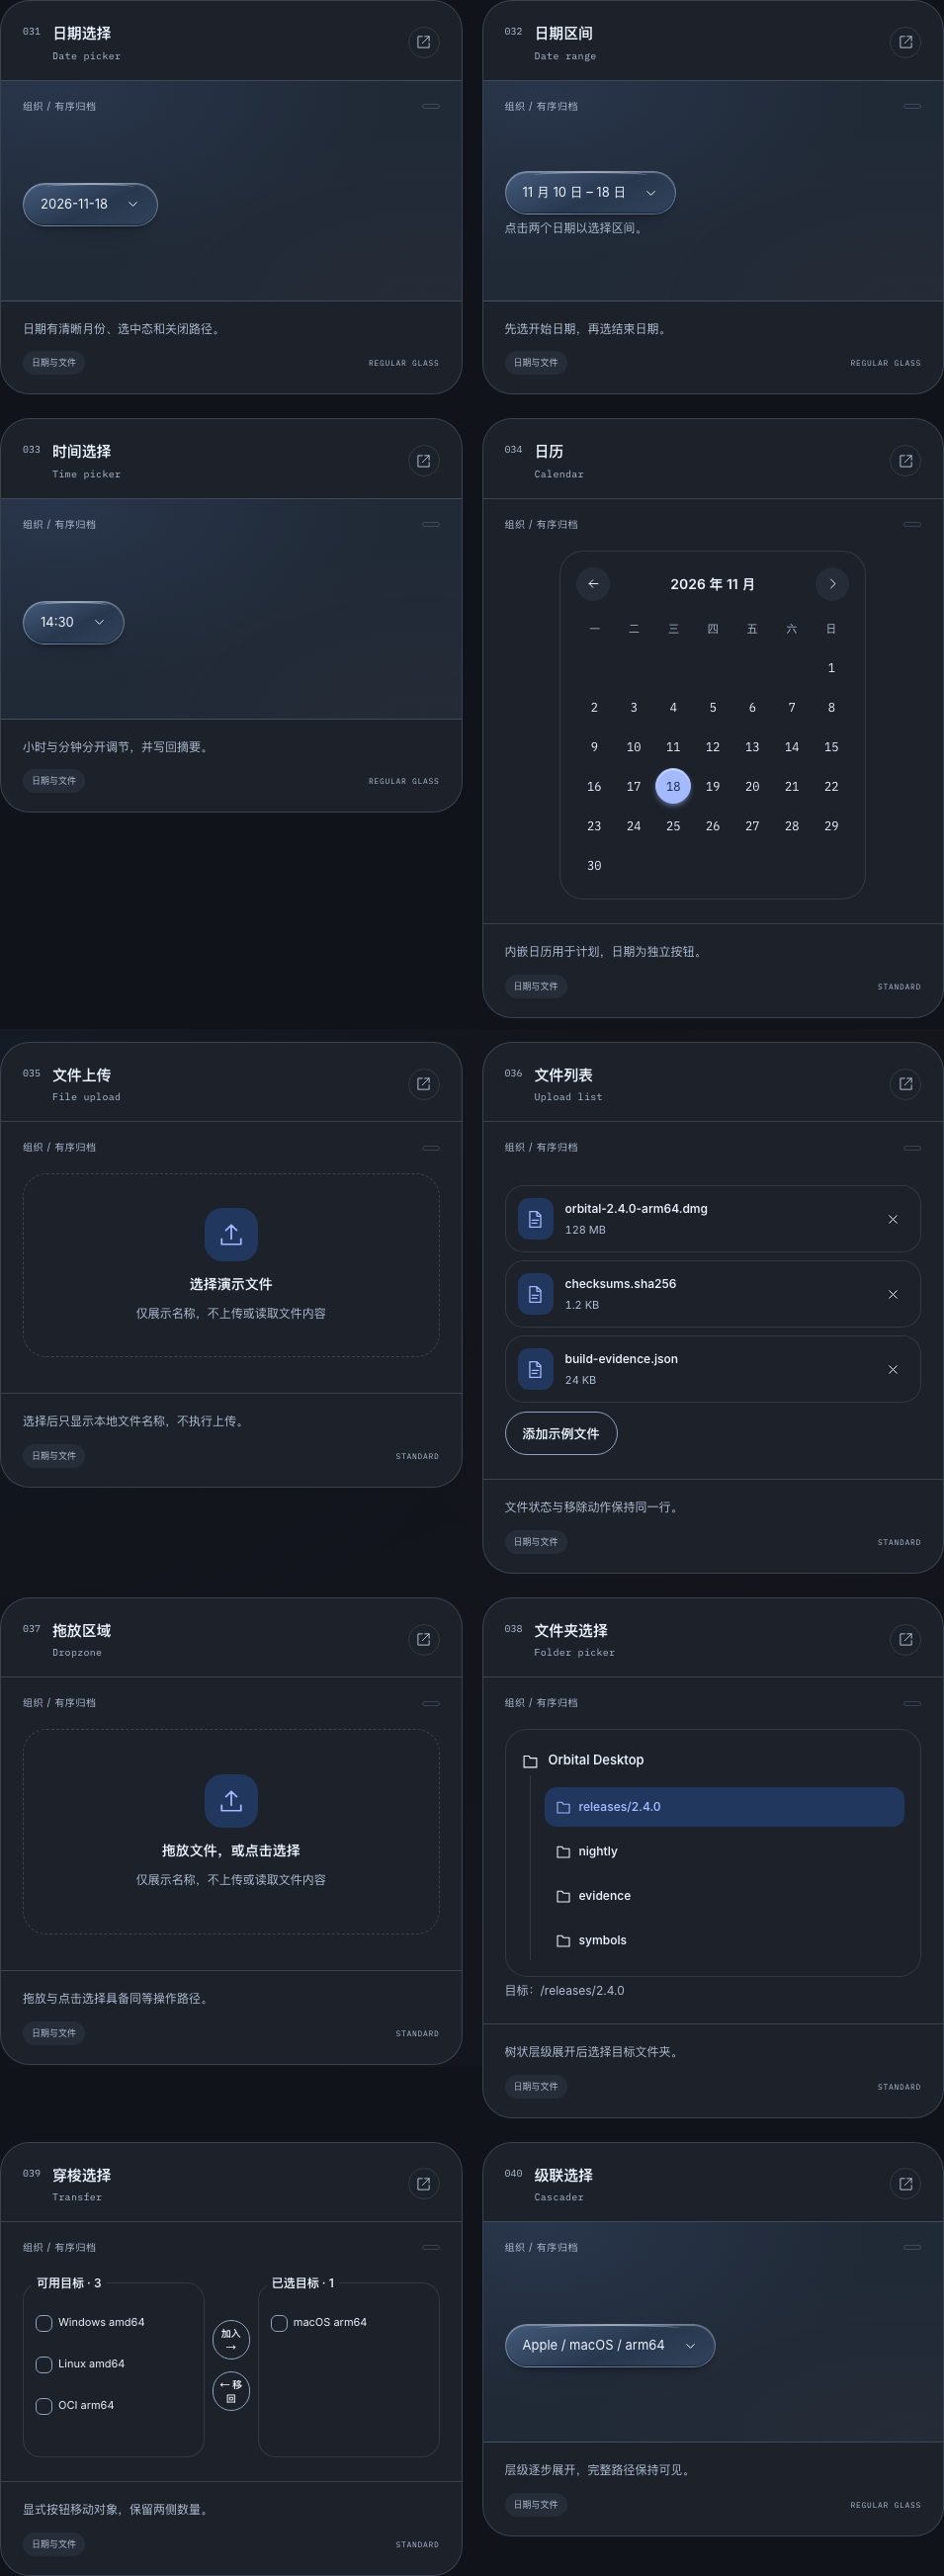 031 日期选择
Date picker
组织 / 有序归档
2026-11-18
日期有清晰月份、选中态和关闭路径。
日期与文件
REGULAR GLASS
032 日期区间
Date range
组织 / 有序归档
11 月 10 日 – 18 日
点击两个日期以选择区间。
先选开始日期，再选结束日期。
日期与文件
REGULAR GLASS
033 时间选择
Time picker
组织 / 有序归档
14:30
小时与分钟分开调节，并写回摘要。
日期与文件
REGULAR GLASS
034 日历
Calendar
组织 / 有序归档
2026 年 11 月
一 二 三 四 五 六 日
1
2 3 4 5 6 7 8
9 10 11 12 13 14 15
16 17 18 19 20 21 22
23 24 25 26 27 28 29
30
内嵌日历用于计划，日期为独立按钮。
日期与文件
STANDARD
035 文件上传
File upload
组织 / 有序归档
选择演示文件
仅展示名称，不上传或读取文件内容
选择后只显示本地文件名称，不执行上传。
日期与文件
STANDARD
036 文件列表
Upload list
组织 / 有序归档
orbital-2.4.0-arm64.dmg
128 MB
checksums.sha256
1.2 KB
build-evidence.json
24 KB
添加示例文件
文件状态与移除动作保持同一行。
日期与文件
STANDARD
037 拖放区域
Dropzone
组织 / 有序归档
拖放文件，或点击选择
仅展示名称，不上传或读取文件内容
拖放与点击选择具备同等操作路径。
日期与文件
STANDARD
038 文件夹选择
Folder picker
组织 / 有序归档
Orbital Desktop
releases/2.4.0
nightly
evidence
symbols
目标：/releases/2.4.0
树状层级展开后选择目标文件夹。
日期与文件
STANDARD
039 穿梭选择
Transfer
组织 / 有序归档
可用目标 · 3
Windows amd64
Linux amd64
OCI arm64
加入
→
← 移
回
已选目标 · 1
macOS arm64
显式按钮移动对象，保留两侧数量。
日期与文件
STANDARD
040 级联选择
Cascader
组织 / 有序归档
Apple / macOS / arm64
层级逐步展开，完整路径保持可见。
日期与文件
REGULAR GLASS